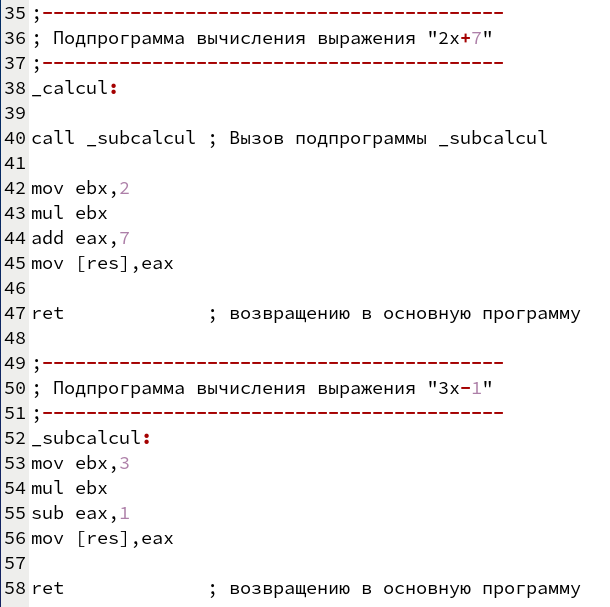 35 ;------------------------------------------
36 ; Подпрограмма вычисления выражения "2x+7"
37 ;------------------------------------------
38 _calcul:
39
40 call _subcalcul ; Вызов подпрограммы _subcalcul
41
42 mov ebx,2
43 mul ebx
44 add eax,7
45 mov [res],eax
46
47 ret             ; возвращению в основную программу
48
49 ;------------------------------------------
50 ; Подпрограмма вычисления выражения "3x-1"
51 ;------------------------------------------
52 _subcalcul:
53 mov ebx,3
54 mul ebx
55 sub eax,1
56 mov [res],eax
57
58 ret             ; возвращению в основную программу